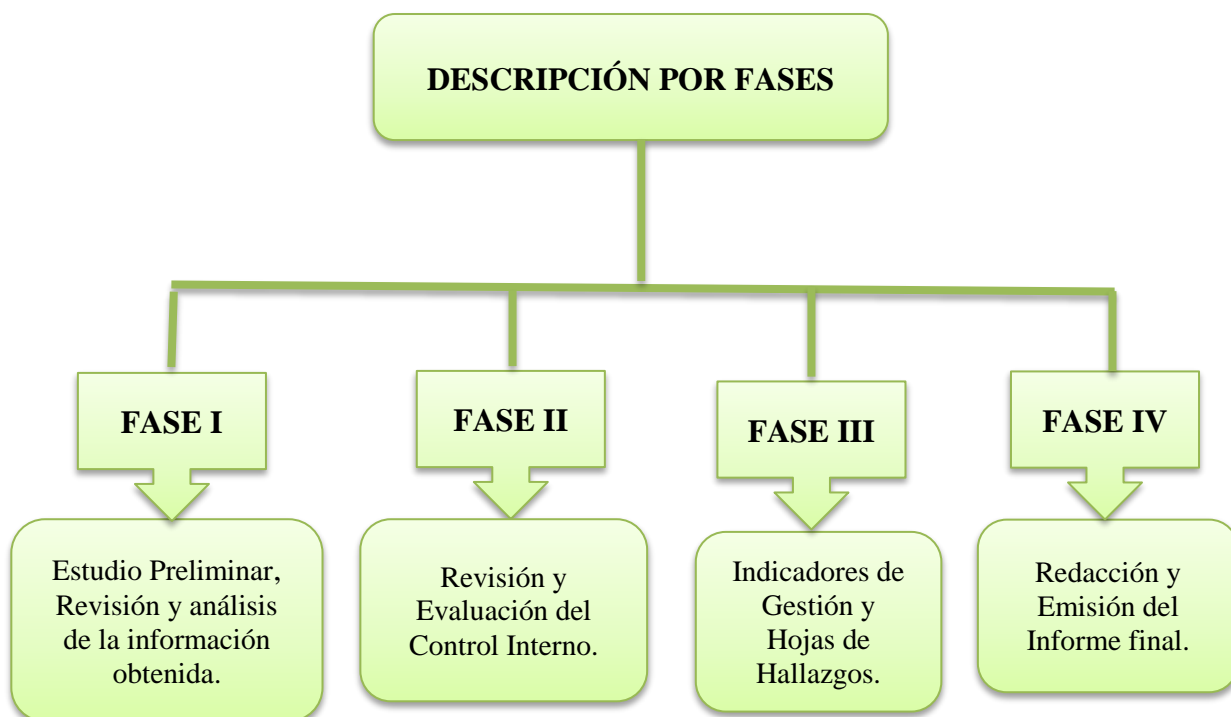 DESCRIPCIÓN POR FASES
FASE I
Estudio Preliminar,
Revisión y análisis
de la información
obtenida.
FASE II
Revisión y
Evaluación del
Control Interno.
FASE III
Indicadores de
Gestión y
Hojas de
Hallazgos.
FASE IV
Redacción y
Emisión del
Informe final.